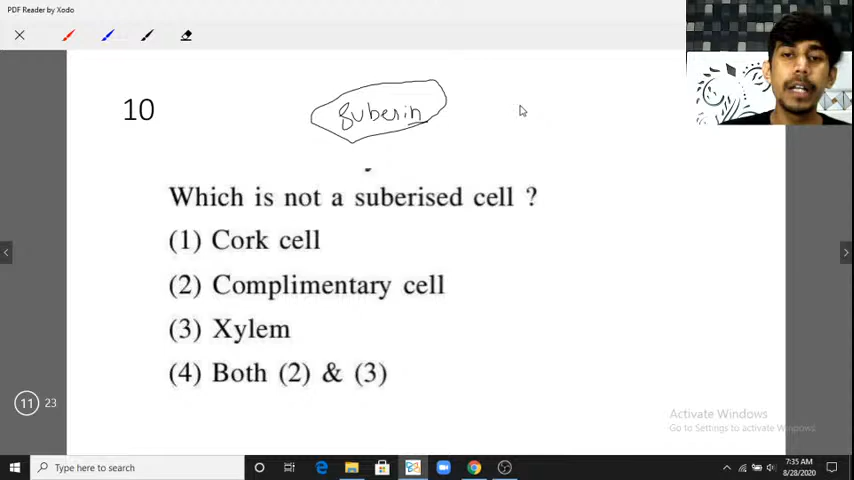 PDF Reader by Xodo
10
Suberin
Which is not a suberised cell ?
(1) Cork cell
(2) Complimentary cell
(3) Xylem
(4) Both (2) & (3)
11 23
Activate Windows
Go to Settings to activate Windows.
Type here to search
7:35 AM
8/28/2020